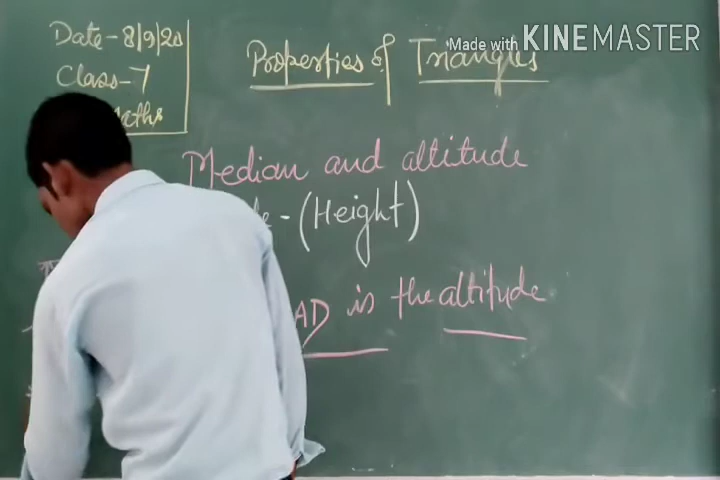 Date-8/9/20
Class-7
Maths
Properties of Triangles
Made with KINEMASTER
Median and altitude
-(Height)
AD is the altitude